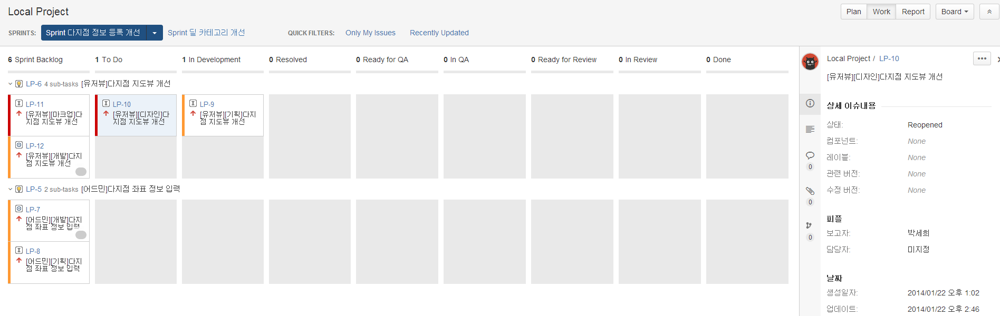 Local Project
Plan Work Report Board
SPRINTS: Sprint 다지점 정보 등록 개선 Sprint 딜 카테고리 개선 QUICK FILTERS: Only My Issues Recently Updated
6 Sprint Backlog 1 To Do 1 In Development 0 Resolved 0 Ready for QA 0 In QA 0 Ready for Review 0 In Review 0 Done
LP-6 4 sub-tasks [유저뷰]다지점 지도뷰 개선
LP-11
[유저뷰][마크업]다
지점 지도뷰 개선
LP-10
[유저뷰][디자인]다
지점 지도뷰 개선
LP-9
[유저뷰][기획]다지
점 지도뷰 개선
LP-12
[유저뷰][개발]다지
점 지도뷰 개선
LP-5 2 sub-tasks [어드민]다지점 좌표 정보 입력
LP-7
[어드민][개발]다지
점 좌표 정보 입력
LP-8
[어드민][기획]다지
점 좌표 정보 입력
Local Project / LP-10
[유저뷰][디자인]다지점 지도뷰 개선
상세 이슈내용
상태: Reopened
컴포넌트: None
레이블: None
관련 버전: None
수정 버전: None
0
0
0
피플
보고자: 박세희
담당자: 미지정
날짜
생성일자: 2014/01/22 오후 1:02
업데이트: 2014/01/22 오후 2:46